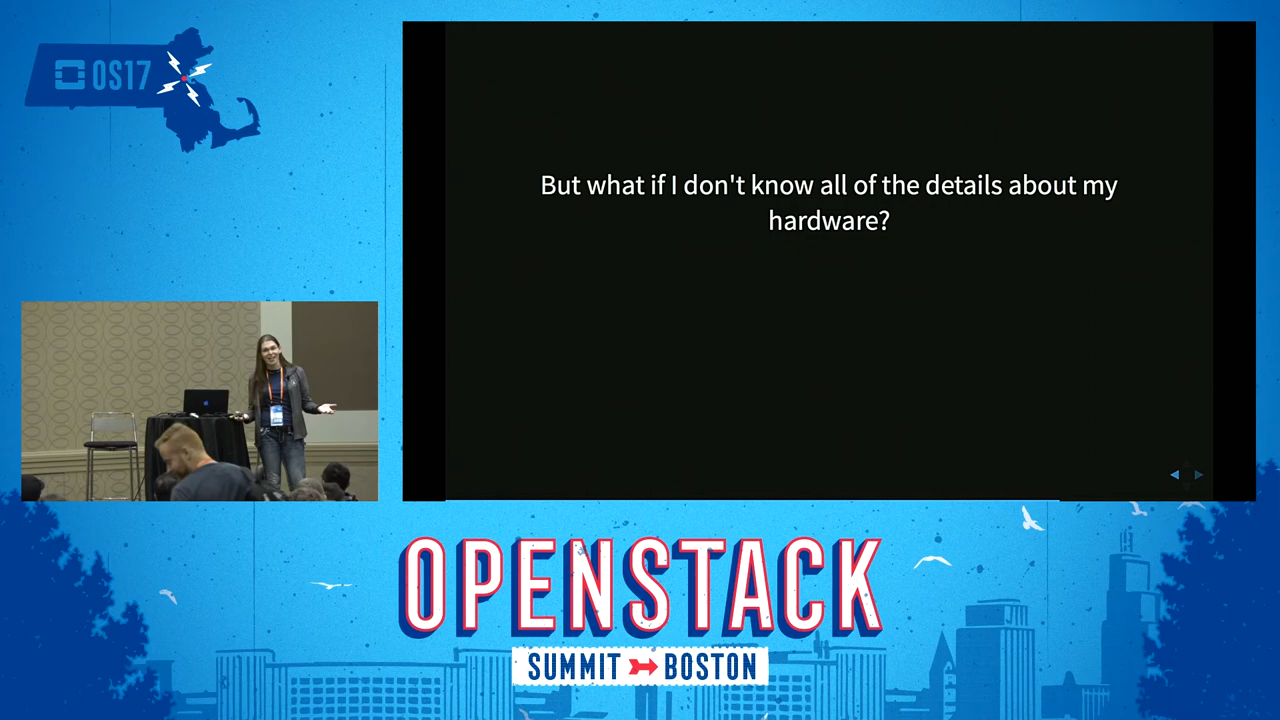 OS17
But what if I don't know all of the details about my
hardware?
OPENSTACK
SUMMIT BOSTON